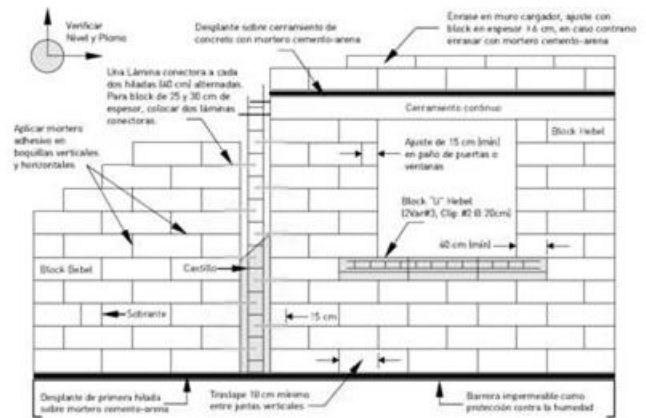 Verificar
Nivel y Plomo
Desplante sobre cerramiento de
concreto con mortero cemento-arena
Enrase en muro cargador, ajuste con
block en espesor +6 cm, en caso contrario
enrasar con mortero cemento-arena
Una Lámina conectora a cada
dos hiladas (40 cm) alternadas.
Para block de 25 y 30 cm de
espesor, colocar dos láminas
conectoras.
Cerramiento continuo
Aplicar mortero
adhesivo en
boquillas verticales
y horizontales
Ajuste de 15 cm (mín)
en paño de puertas o
ventanas
Block Hebel
Block "U" Hebel
(2Var#3, Clip #2 @ 20cm)
40 cm (mín)
Block Bebel
Castillo
Sobrante
15 cm
Desplante de primera hilada
sobre mortero cemento-arena
Traslape 10 cm mínimo
entre juntas verticales
Barrera impermeable como
protección contra la humedad